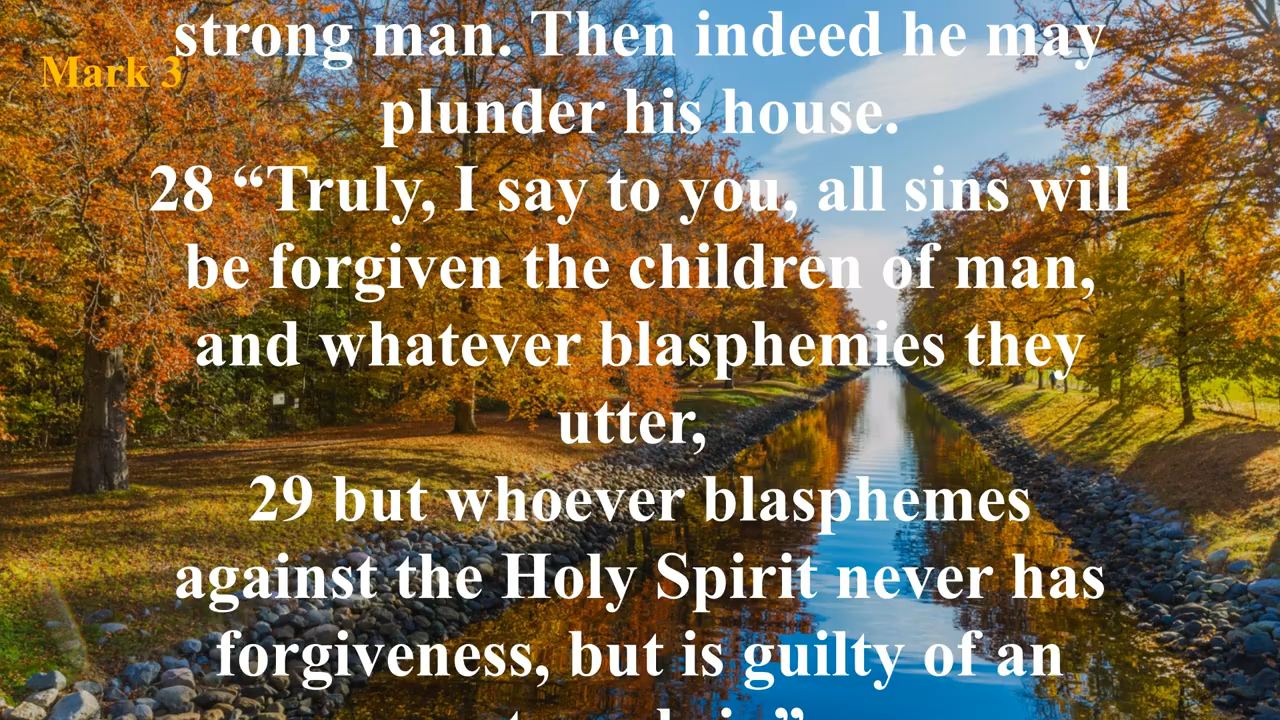 strong man. Then indeed he may
Mark 3
plunder his house.
28 “Truly, I say to you, all sins will
be forgiven the children of man,
and whatever blasphemies they
utter,
29 but whoever blasphemes
against the Holy Spirit never has
forgiveness, but is guilty of an